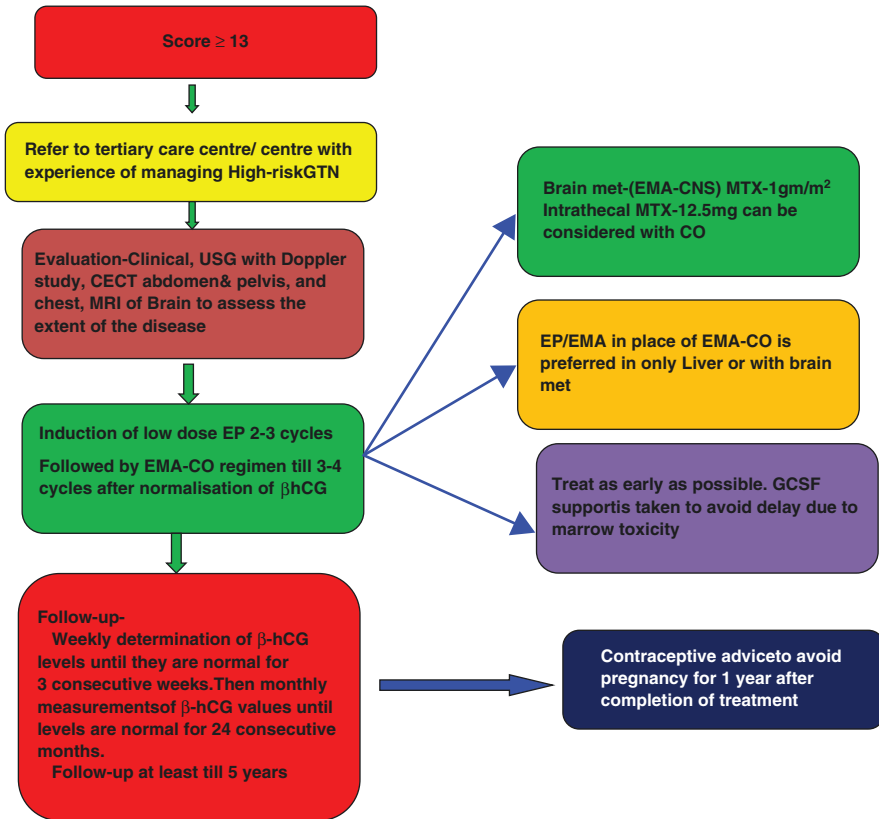 Score ≥ 13
Refer to tertiary care centre/ centre with
experience of managing High-riskGTN
Evaluation-Clinical, USG with Doppler
study, CECT abdomen& pelvis, and
chest, MRI of Brain to assess the
extent of the disease
Induction of low dose EP 2-3 cycles
Followed by EMA-CO regimen till 3-4
cycles after normalisation of βhCG
Brain met-(EMA-CNS) MTX-1gm/m²
Intrathecal MTX-12.5mg can be
considered with CO
EP/EMA in place of EMA-CO is
preferred in only Liver or with brain
met
Treat as early as possible. GCSF
supportis taken to avoid delay due to
marrow toxicity
Follow-up-
Weekly determination of β-hCG
levels until they are normal for
3 consecutive weeks.Then monthly
measurementsof β-hCG values until
levels are normal for 24 consecutive
months.
Follow-up at least till 5 years
Contraceptive adviceto avoid
pregnancy for 1 year after
completion of treatment